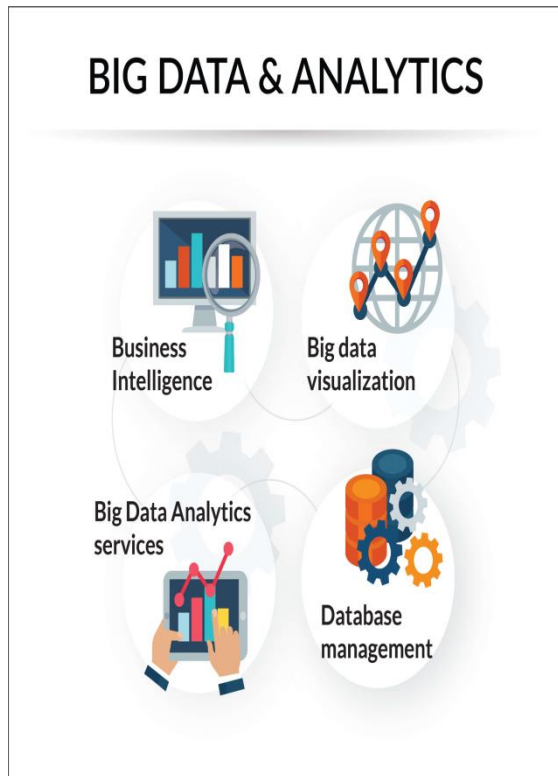 BIG DATA & ANALYTICS
Business
Intelligence
Big data
visualization
Big Data Analytics
services
Database
management